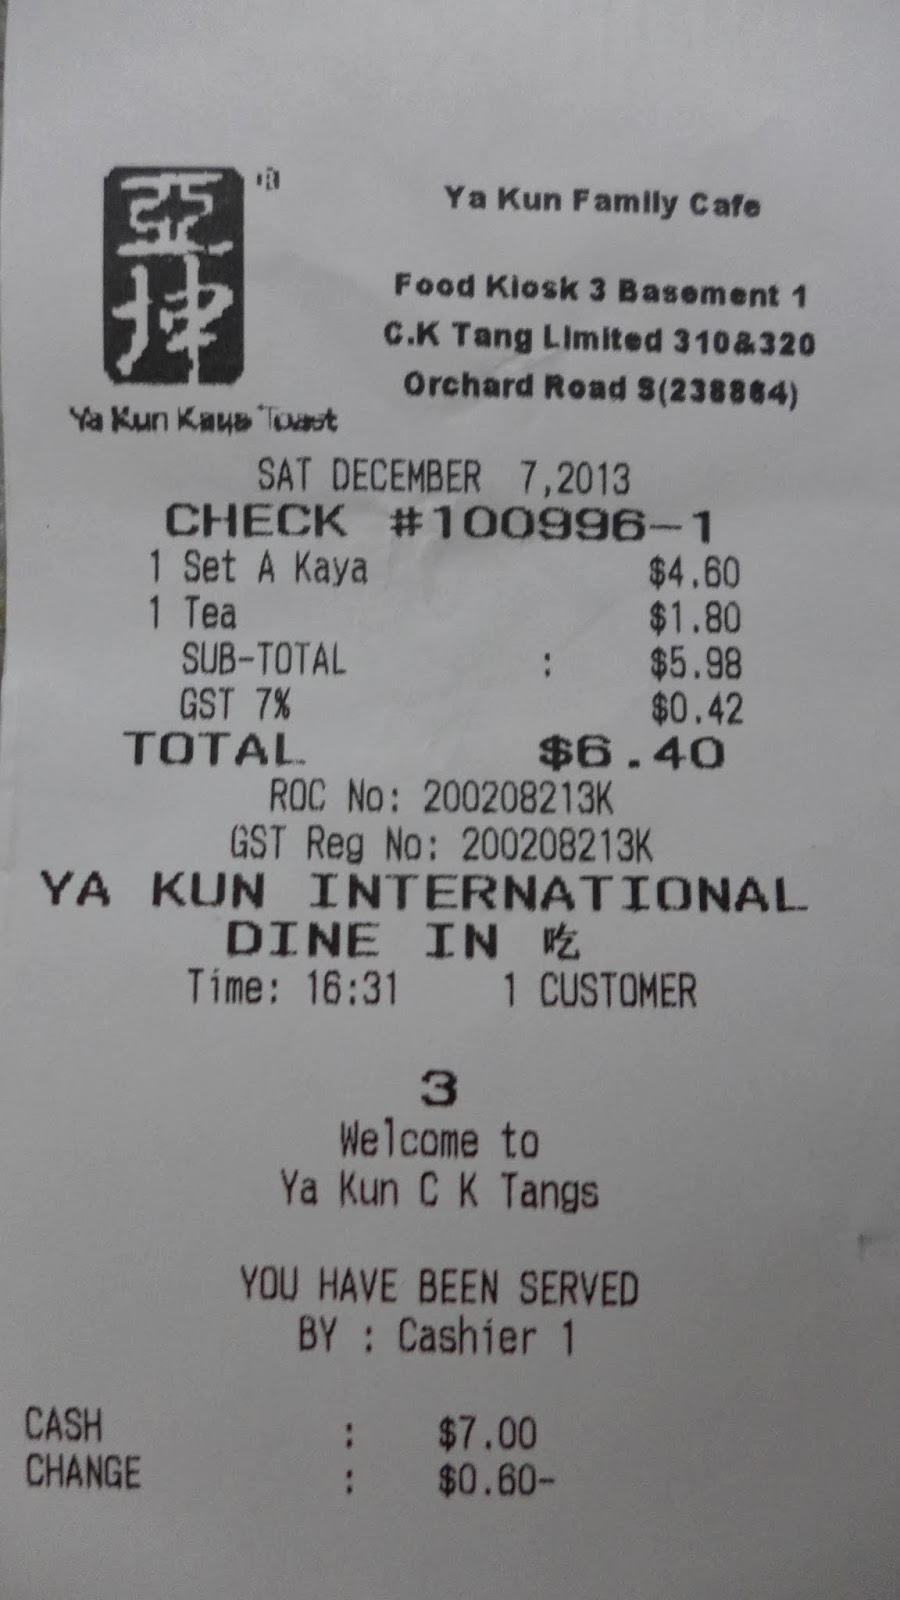 亞坤
®
Ya Kun Kaya Toast
Ya Kun Family Cafe
Food Kiosk 3 Basement 1
C.K Tang Limited 310&320
Orchard Road S(238864)
SAT DECEMBER 7,2013
CHECK #100996-1
1 Set A Kaya $4.60
1 Tea $1.80
SUB-TOTAL : $5.98
GST 7% $0.42
TOTAL $6.40
ROC No: 200208213K
GST Reg No: 200208213K
YA KUN INTERNATIONAL
DINE IN 吃
Time: 16:31 1 CUSTOMER
3
Welcome to
Ya Kun C K Tangs
YOU HAVE BEEN SERVED
BY : Cashier 1
CASH : $7.00
CHANGE : $0.60-